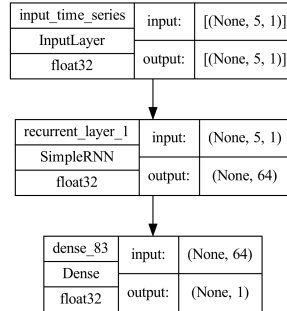 input_time_series input: [(None, 5, 1)]
InputLayer
float32 output: [(None, 5, 1)]
recurrent_layer_1 input: (None, 5, 1)
SimpleRNN
float32 output: (None, 64)
dense_83 input: (None, 64)
Dense
float32 output: (None, 1)